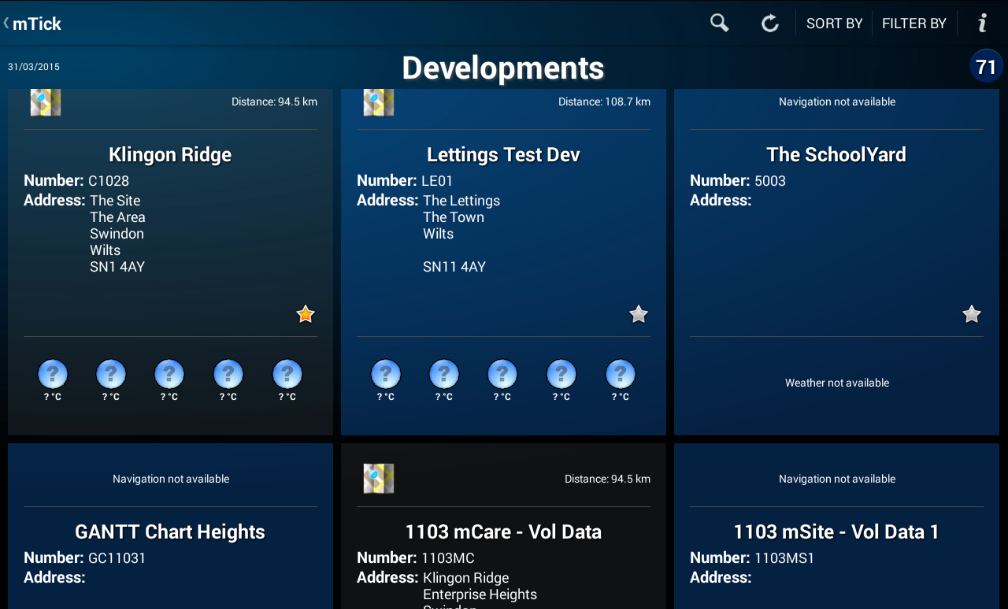 mTick
SORT BY
FILTER BY
i
31/03/2015
Developments
71
Distance: 94.5 km
Klingon Ridge
Number: C1028
Address: The Site
The Area
Swindon
Wilts
SN1 4AY
? ? ? ? ?
? °C ? °C ? °C ? °C ? °C
Distance: 108.7 km
Lettings Test Dev
Number: LE01
Address: The Lettings
The Town
Wilts
SN11 4AY
? ? ? ? ?
? °C ? °C ? °C ? °C ? °C
Navigation not available
The SchoolYard
Number: 5003
Address:
Weather not available
Navigation not available
GANTT Chart Heights
Number: GC11031
Address:
Distance: 94.5 km
1103 mCare - Vol Data
Number: 1103MC
Address: Klingon Ridge
Enterprise Heights
Swindon
Navigation not available
1103 mSite - Vol Data 1
Number: 1103MS1
Address: